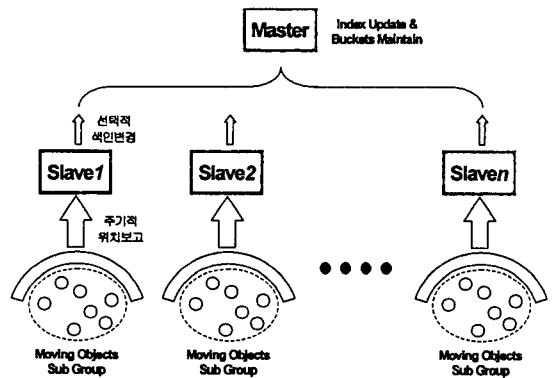 Master
Index Update &
Buckets Maintain
선택적
색인변경
Slave1
Slave2
Slaven
주기적
위치보고
Moving Objects
Sub Group
Moving Objects
Sub Group
Moving Objects
Sub Group